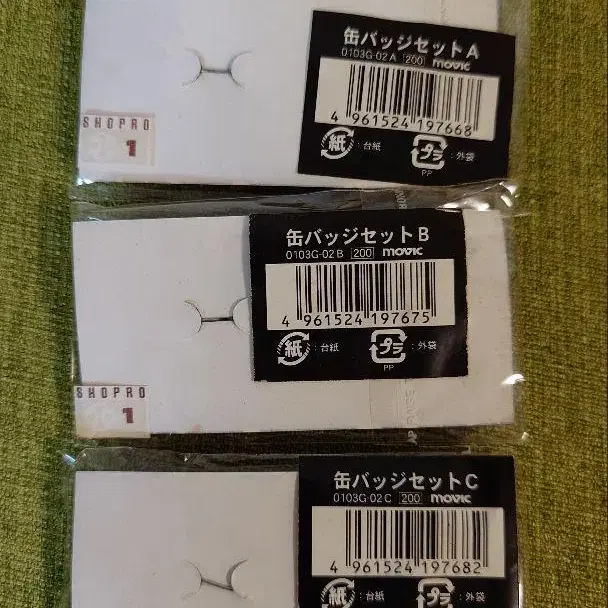 缶バッジセットA
0103G-02A 200 movic
4 961524 197668
紙 : 台紙 プラ : 外袋
PP
SHOPRO
1
缶バッジセットB
0103G-02B 200 movic
4 961524 197675
紙 : 台紙 プラ : 外袋
PP
SHOPRO
1
缶バッジセットC
0103G-02C 200 movic
4 961524 197682
紙 : 台紙 プラ : 外袋